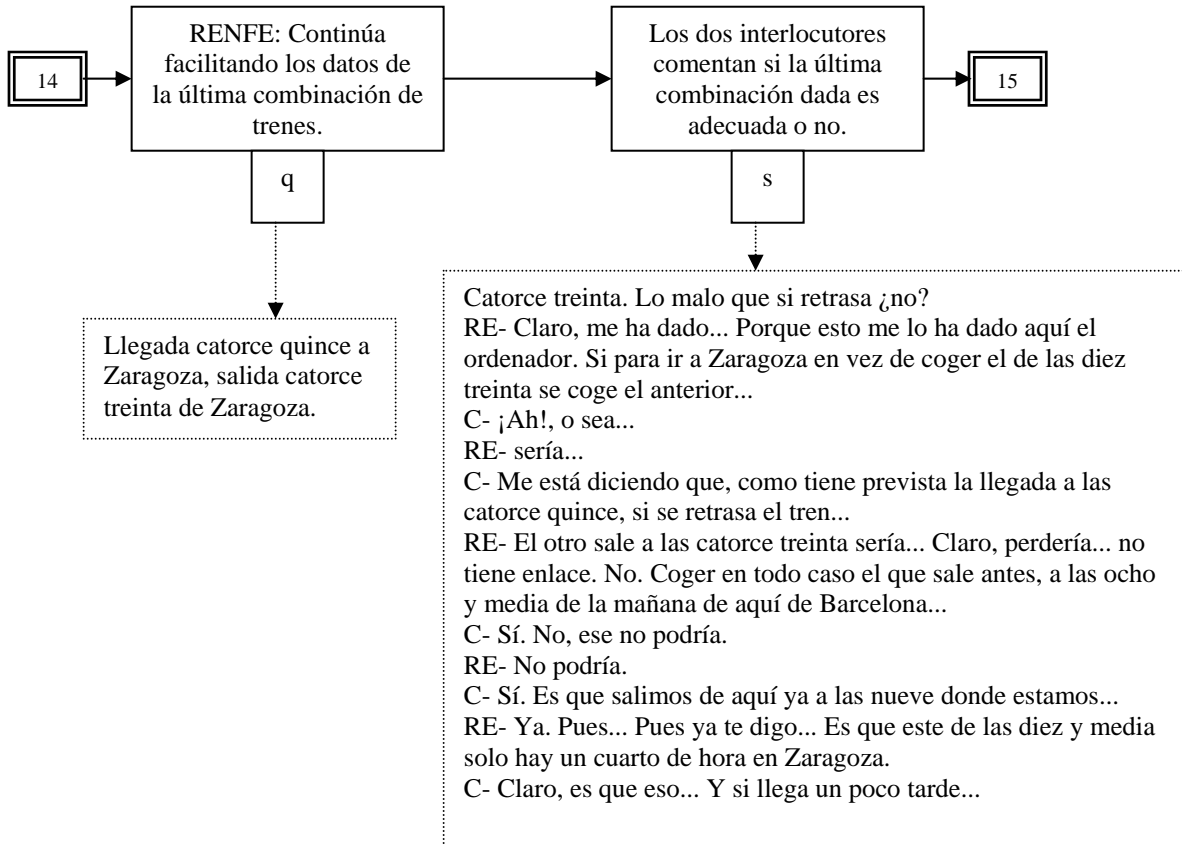 14
RENFE: Continúa
facilitando los datos de
la última combinación de
trenes.
Los dos interlocutores
comentan si la última
combinación dada es
adecuada o no.
15
q
s
Llegada catorce quince a
Zaragoza, salida catorce
treinta de Zaragoza.
Catorce treinta. Lo malo que si retrasa ¿no?
RE- Claro, me ha dado... Porque esto me lo ha dado aquí el
ordenador. Si para ir a Zaragoza en vez de coger el de las diez
treinta se coge el anterior...
C- ¡Ah!, o sea...
RE- sería...
C- Me está diciendo que, como tiene prevista la llegada a las
catorce quince, si se retrasa el tren...
RE- El otro sale a las catorce treinta sería... Claro, perdería... no
tiene enlace. No. Coger en todo caso el que sale antes, a las ocho
y media de la mañana de aquí de Barcelona...
C- Sí. No, ese no podría.
RE- No podría.
C- Sí. Es que salimos de aquí ya a las nueve donde estamos...
RE- Ya. Pues... Pues ya te digo... Es que este de las diez y media
solo hay un cuarto de hora en Zaragoza.
C- Claro, es que eso... Y si llega un poco tarde...